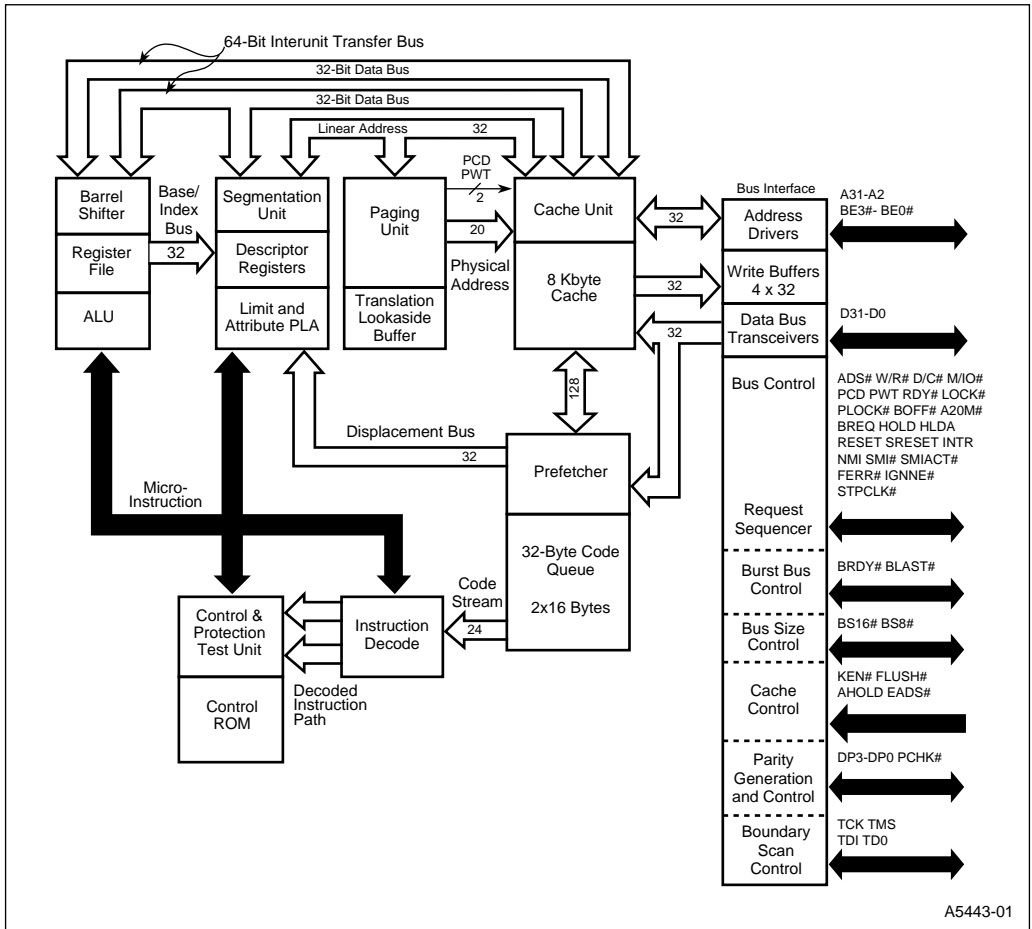 64-Bit Interunit Transfer Bus
32-Bit Data Bus
32-Bit Data Bus
Linear Address
32
Barrel
Shifter
Register
File
ALU
Base/
Index
Bus
32
Segmentation
Unit
Descriptor
Registers
Limit and
Attribute PLA
Paging
Unit
Translation
Lookaside
Buffer
PCD
PWT
2
20
Physical
Address
Cache Unit
8 Kbyte
Cache
32
32
32
128
Bus Interface
Address
Drivers
Write Buffers
4 x 32
Data Bus
Transceivers
Bus Control
Request
Sequencer
Burst Bus
Control
Bus Size
Control
Cache
Control
Parity
Generation
and Control
Boundary
Scan
Control
A31-A2
BE3#- BE0#
D31-D0
ADS# W/R# D/C# M/IO#
PCD PWT RDY# LOCK#
PLOCK# BOFF# A20M#
BREQ HOLD HLDA
RESET SRESET INTR
NMI SMI# SMIACT#
FERR# IGNNE#
STPCLK#
BRDY# BLAST#
BS16# BS8#
KEN# FLUSH#
AHOLD EADS#
DP3-DP0 PCHK#
TCK TMS
TDI TD0
Displacement Bus
32
Prefetcher
32-Byte Code
Queue
2x16 Bytes
Micro-
Instruction
Code
Stream
24
Instruction
Decode
Control &
Protection
Test Unit
Control
ROM
Decoded
Instruction
Path
A5443-01